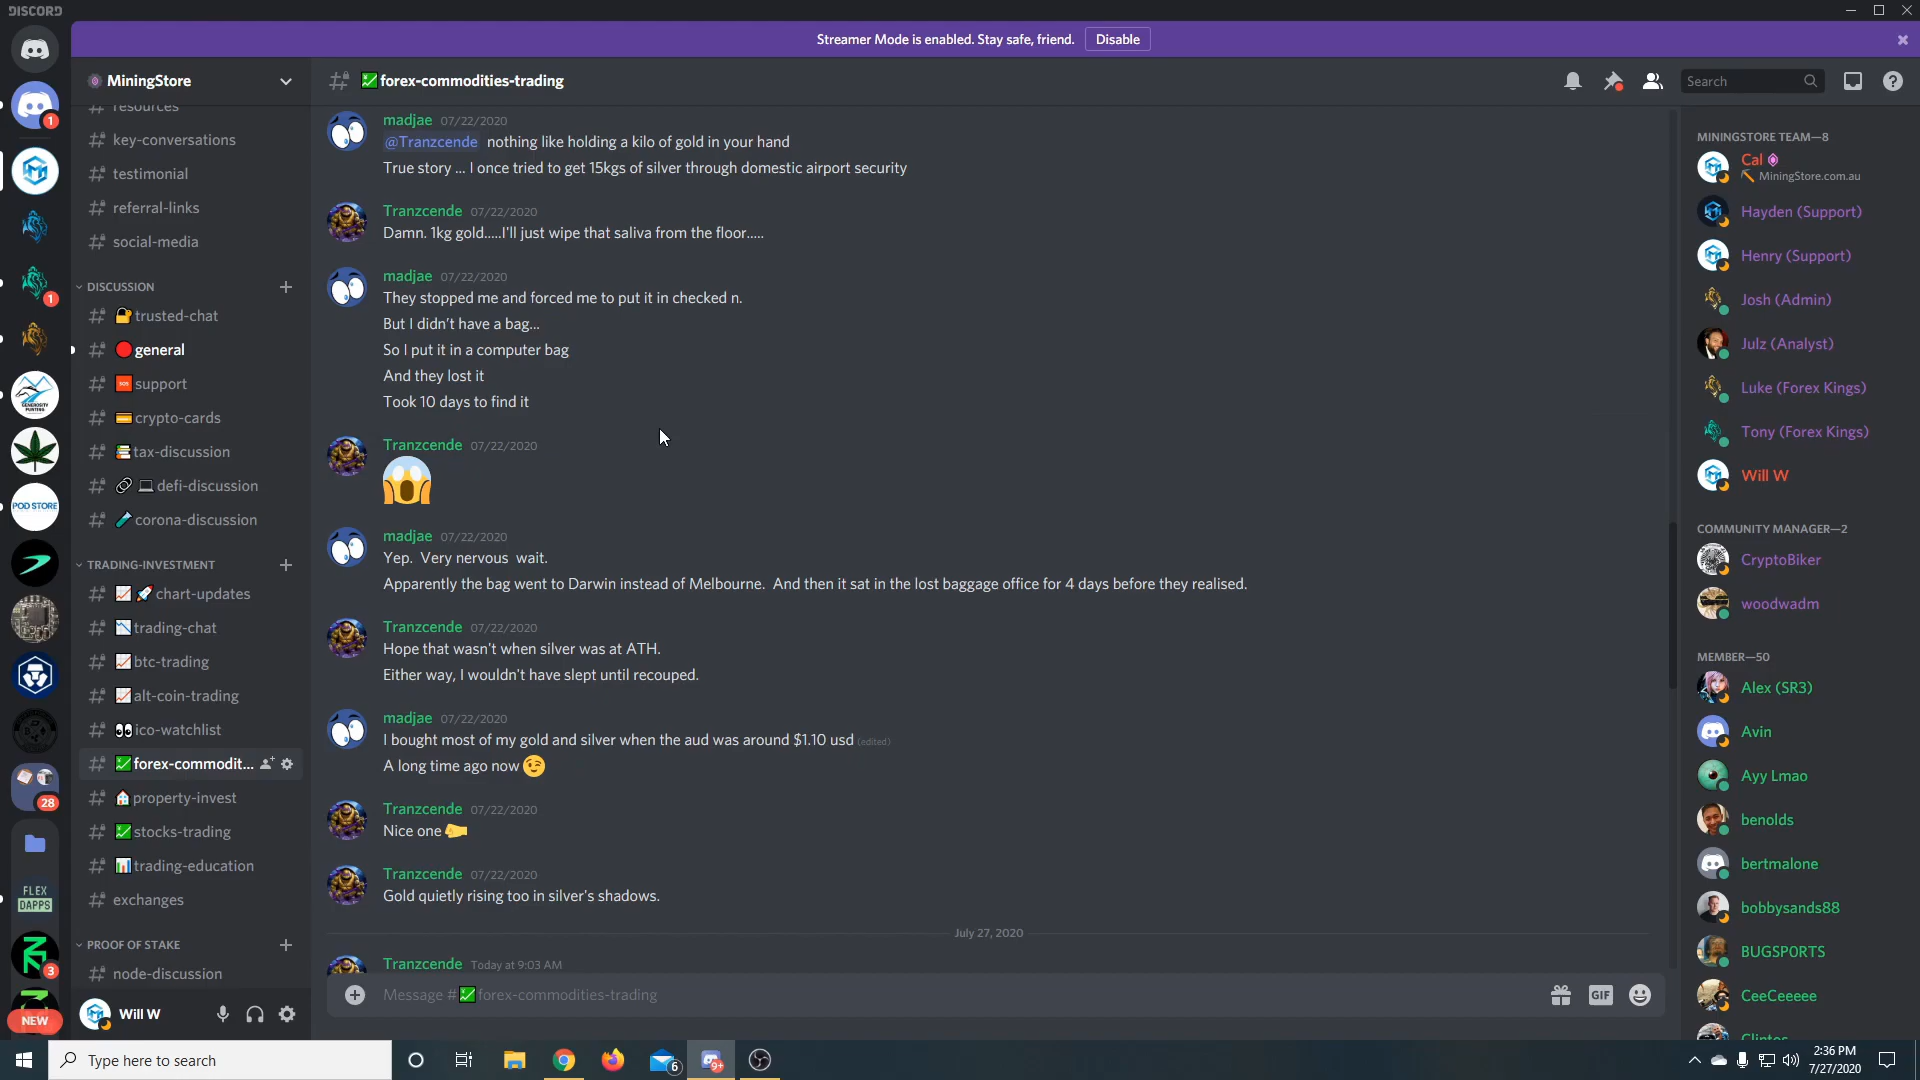 DISCORD
Streamer Mode is enabled. Stay safe, friend. Disable
MiningStore
forex-commodities-trading
Search
resources
key-conversations
testimonial
referral-links
social-media
DISCUSSION
trusted-chat
general
support
crypto-cards
tax-discussion
defi-discussion
corona-discussion
TRADING-INVESTMENT
chart-updates
trading-chat
btc-trading
alt-coin-trading
ico-watchlist
forex-commodit...
property-invest
stocks-trading
trading-education
exchanges
PROOF OF STAKE
node-discussion
Will W
1
1
GENEROSITY
PUNTING
POD STORE
28
FLEX
DAPPS
3
NEW
madjae 07/22/2020
@Tranzcende nothing like holding a kilo of gold in your hand
True story ... I once tried to get 15kgs of silver through domestic airport security
Tranzcende 07/22/2020
Damn. 1kg gold.....I'll just wipe that saliva from the floor.....
madjae 07/22/2020
They stopped me and forced me to put it in checked n.
But I didn't have a bag...
So I put it in a computer bag
And they lost it
Took 10 days to find it
Tranzcende 07/22/2020
madjae 07/22/2020
Yep. Very nervous wait.
Apparently the bag went to Darwin instead of Melbourne. And then it sat in the lost baggage office for 4 days before they realised.
Tranzcende 07/22/2020
Hope that wasn't when silver was at ATH.
Either way, I wouldn't have slept until recouped.
madjae 07/22/2020
I bought most of my gold and silver when the aud was around $1.10 usd (edited)
A long time ago now
Tranzcende 07/22/2020
Nice one
Tranzcende 07/22/2020
Gold quietly rising too in silver's shadows.
July 27, 2020
Tranzcende Today at 9:03 AM
Message # forex-commodities-trading
GIF
MININGSTORE TEAM—8
Cal
MiningStore.com.au
Hayden (Support)
Henry (Support)
Josh (Admin)
Julz (Analyst)
Luke (Forex Kings)
Tony (Forex Kings)
Will W
COMMUNITY MANAGER—2
CryptoBiker
woodwadm
MEMBER—50
Alex (SR3)
Avin
Ayy Lmao
benolds
bertmalone
bobbysands88
BUGSPORTS
CeeCeeeee
Type here to search
6
9+
2:36 PM
7/27/2020